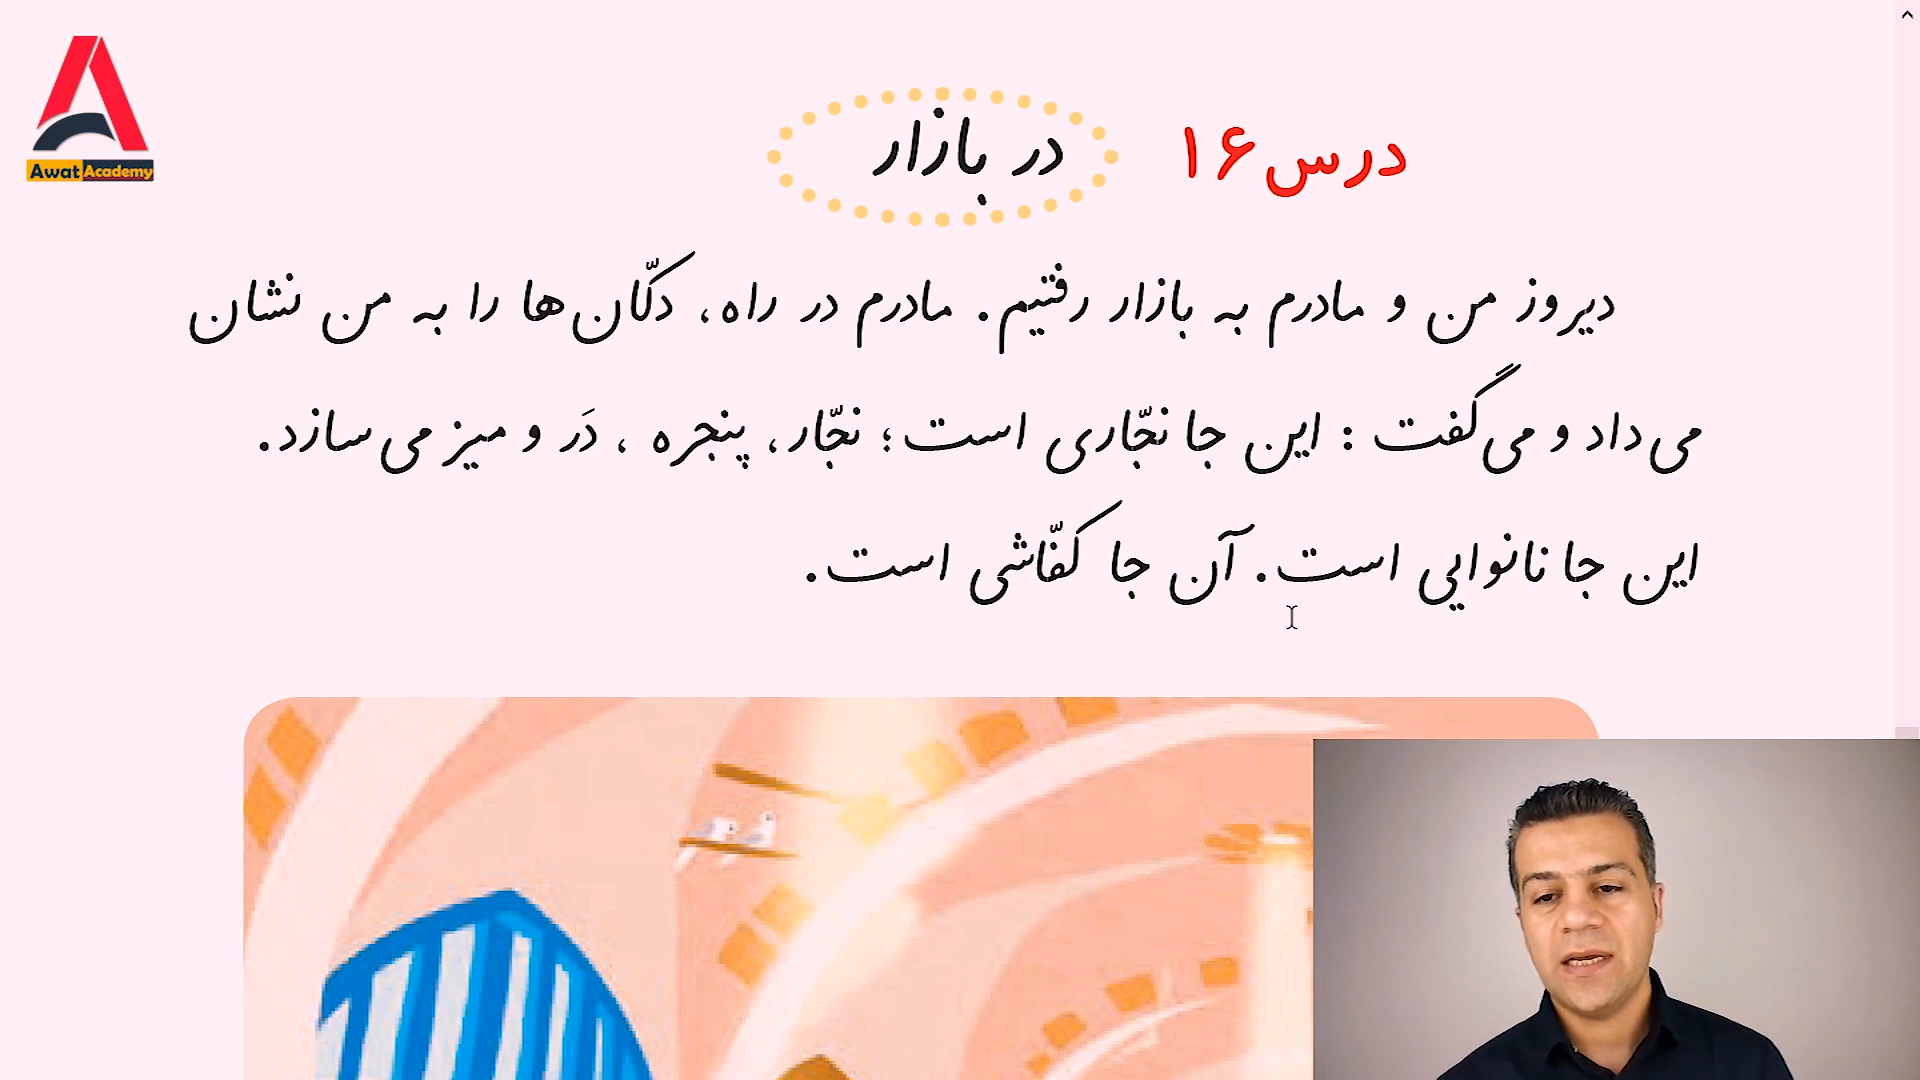 Awat Academy
درس ۱۶
در بازار
دیروز من و مادرم به بازار رفتیم. مادرم در راه، دکّان‌ها را به من نشان
می‌داد و می‌گفت : این جا نجّاری است؛ نجّار، پنجره ، دَر و میز می‌سازد.
این جا نانوایی است. آن جا کفّاشی است.